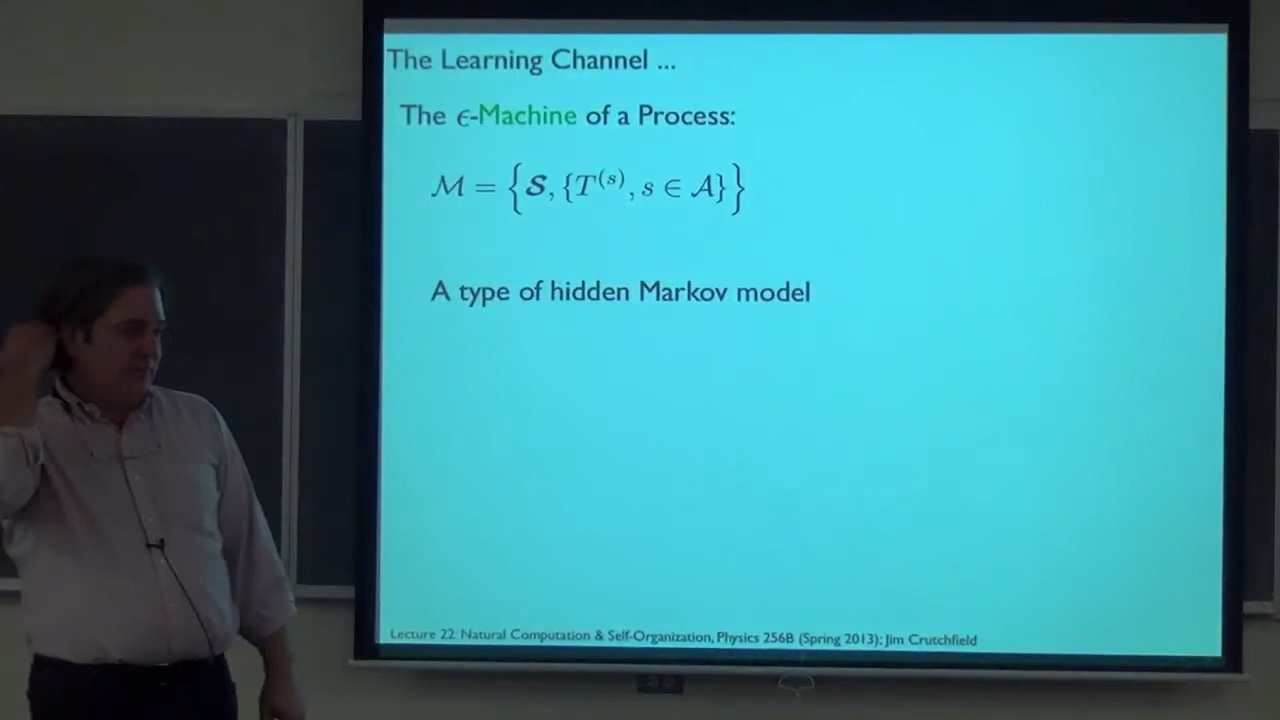 The Learning Channel ...
The ϵ-Machine of a Process:
ℳ = {𝓢, {T⁽ˢ⁾, s ∈ 𝒜}}
A type of hidden Markov model
Lecture 22: Natural Computation & Self-Organization, Physics 256B (Spring 2013); Jim Crutchfield